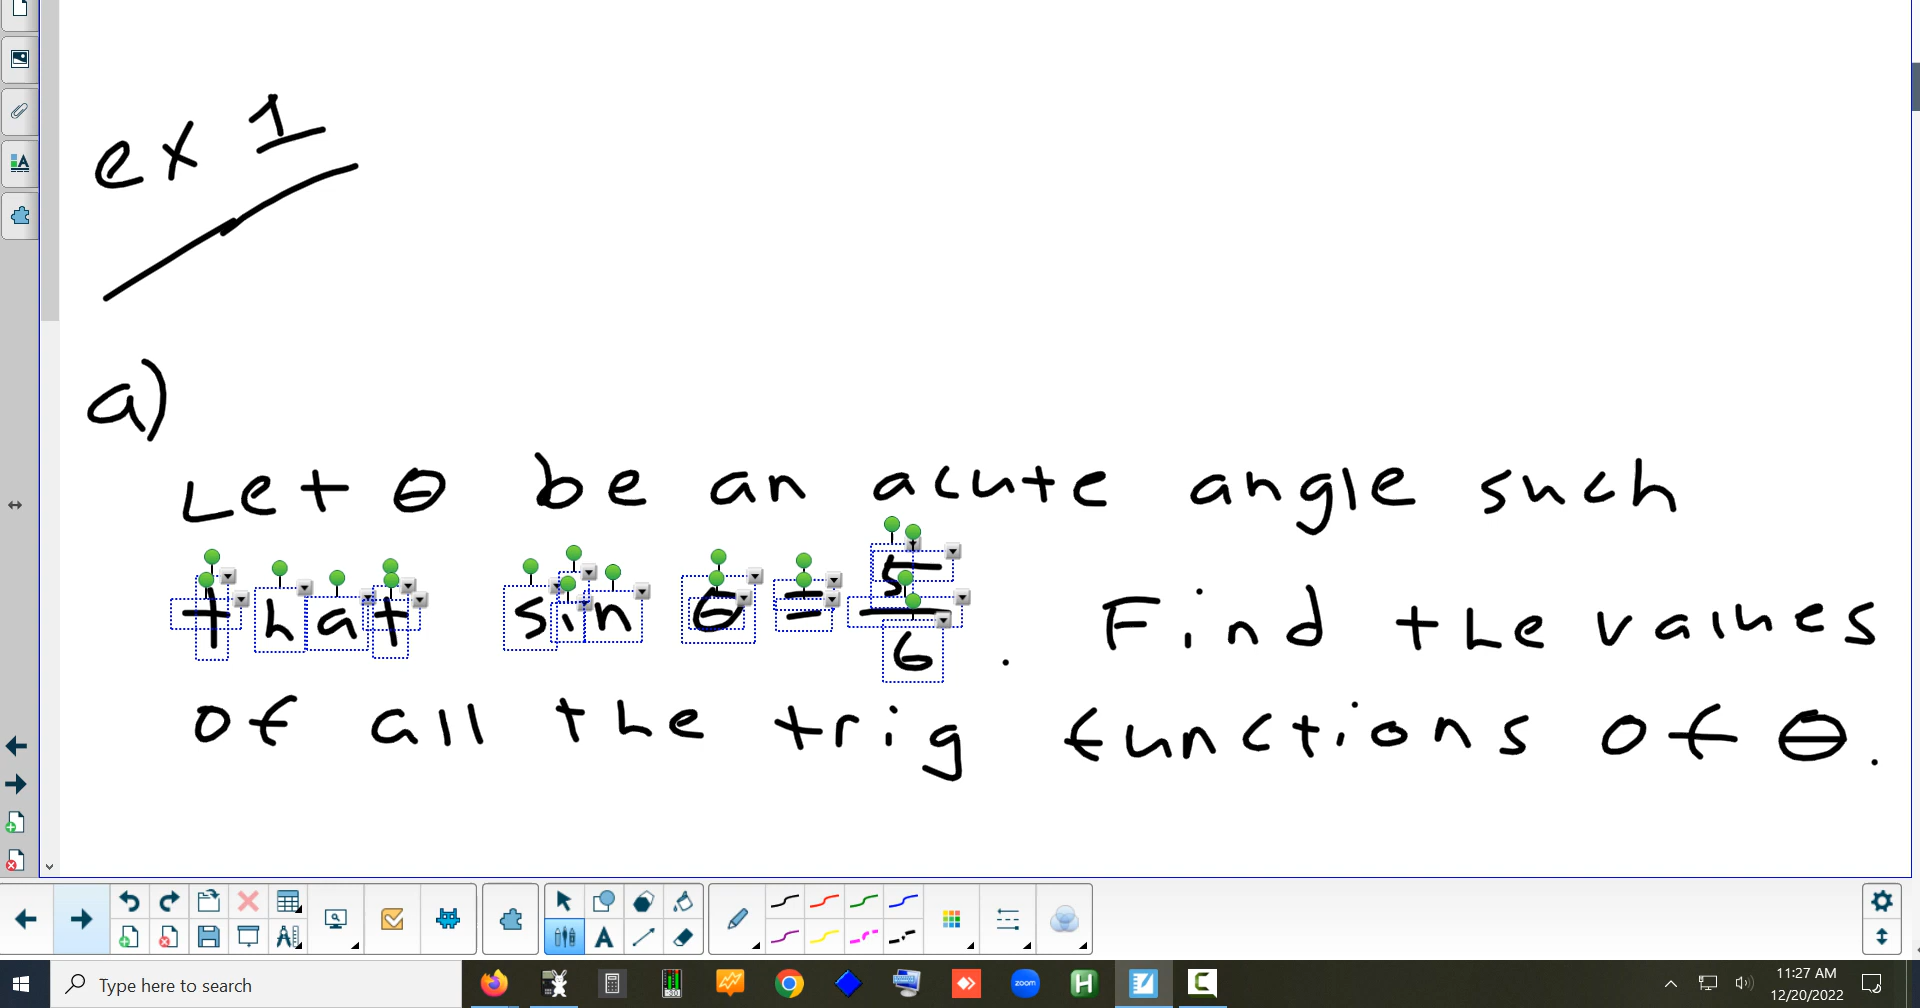 ex 1
a)
Let θ be an acute angle such
that sin θ = 5/6 . Find the values
of all the trig functions of θ.
Type here to search
zoom
11:27 AM
12/20/2022